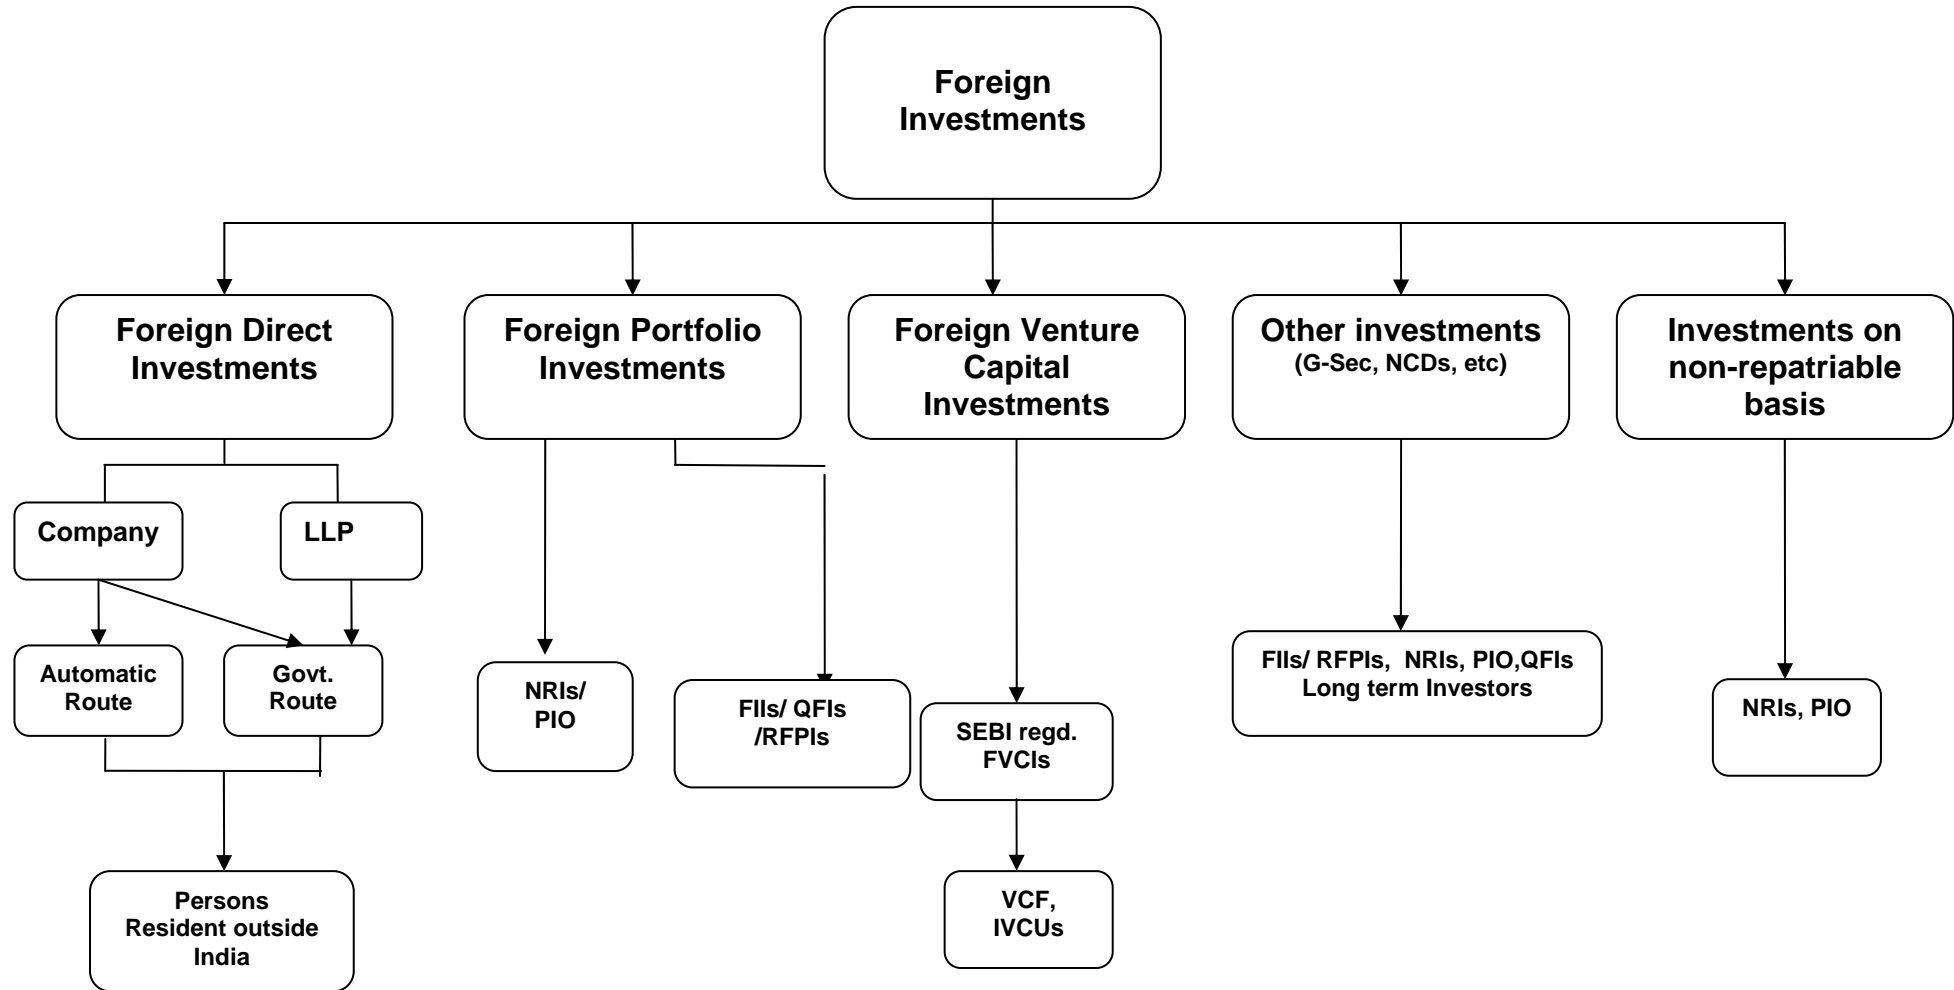 Foreign
Investments
Foreign Direct
Investments
Foreign Portfolio
Investments
Foreign Venture
Capital
Investments
Other investments
(G-Sec, NCDs, etc)
Investments on
non-repatriable
basis
Company
LLP
Automatic
Route
Govt.
Route
NRIs/
PIO
FIIs/ QFIs
/RFPIs
SEBI regd.
FVCIs
FIIs/ RFPIs, NRIs, PIO,QFIs
Long term Investors
NRIs, PIO
Persons
Resident outside
India
VCF,
IVCUs